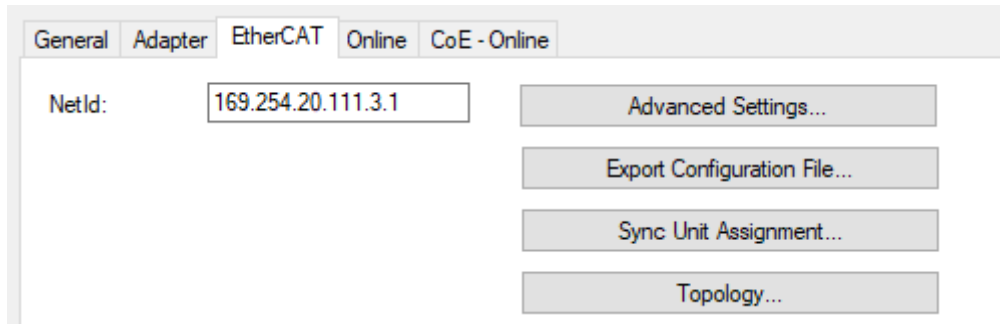 General Adapter EtherCAT Online CoE - Online
NetId: 169.254.20.111.3.1 Advanced Settings...
Export Configuration File...
Sync Unit Assignment...
Topology...